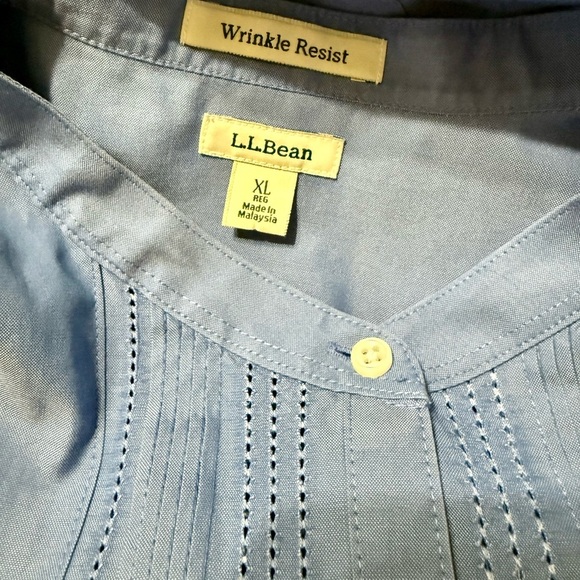 Wrinkle Resist
L.L.Bean
XL
REG
Made in
Malaysia